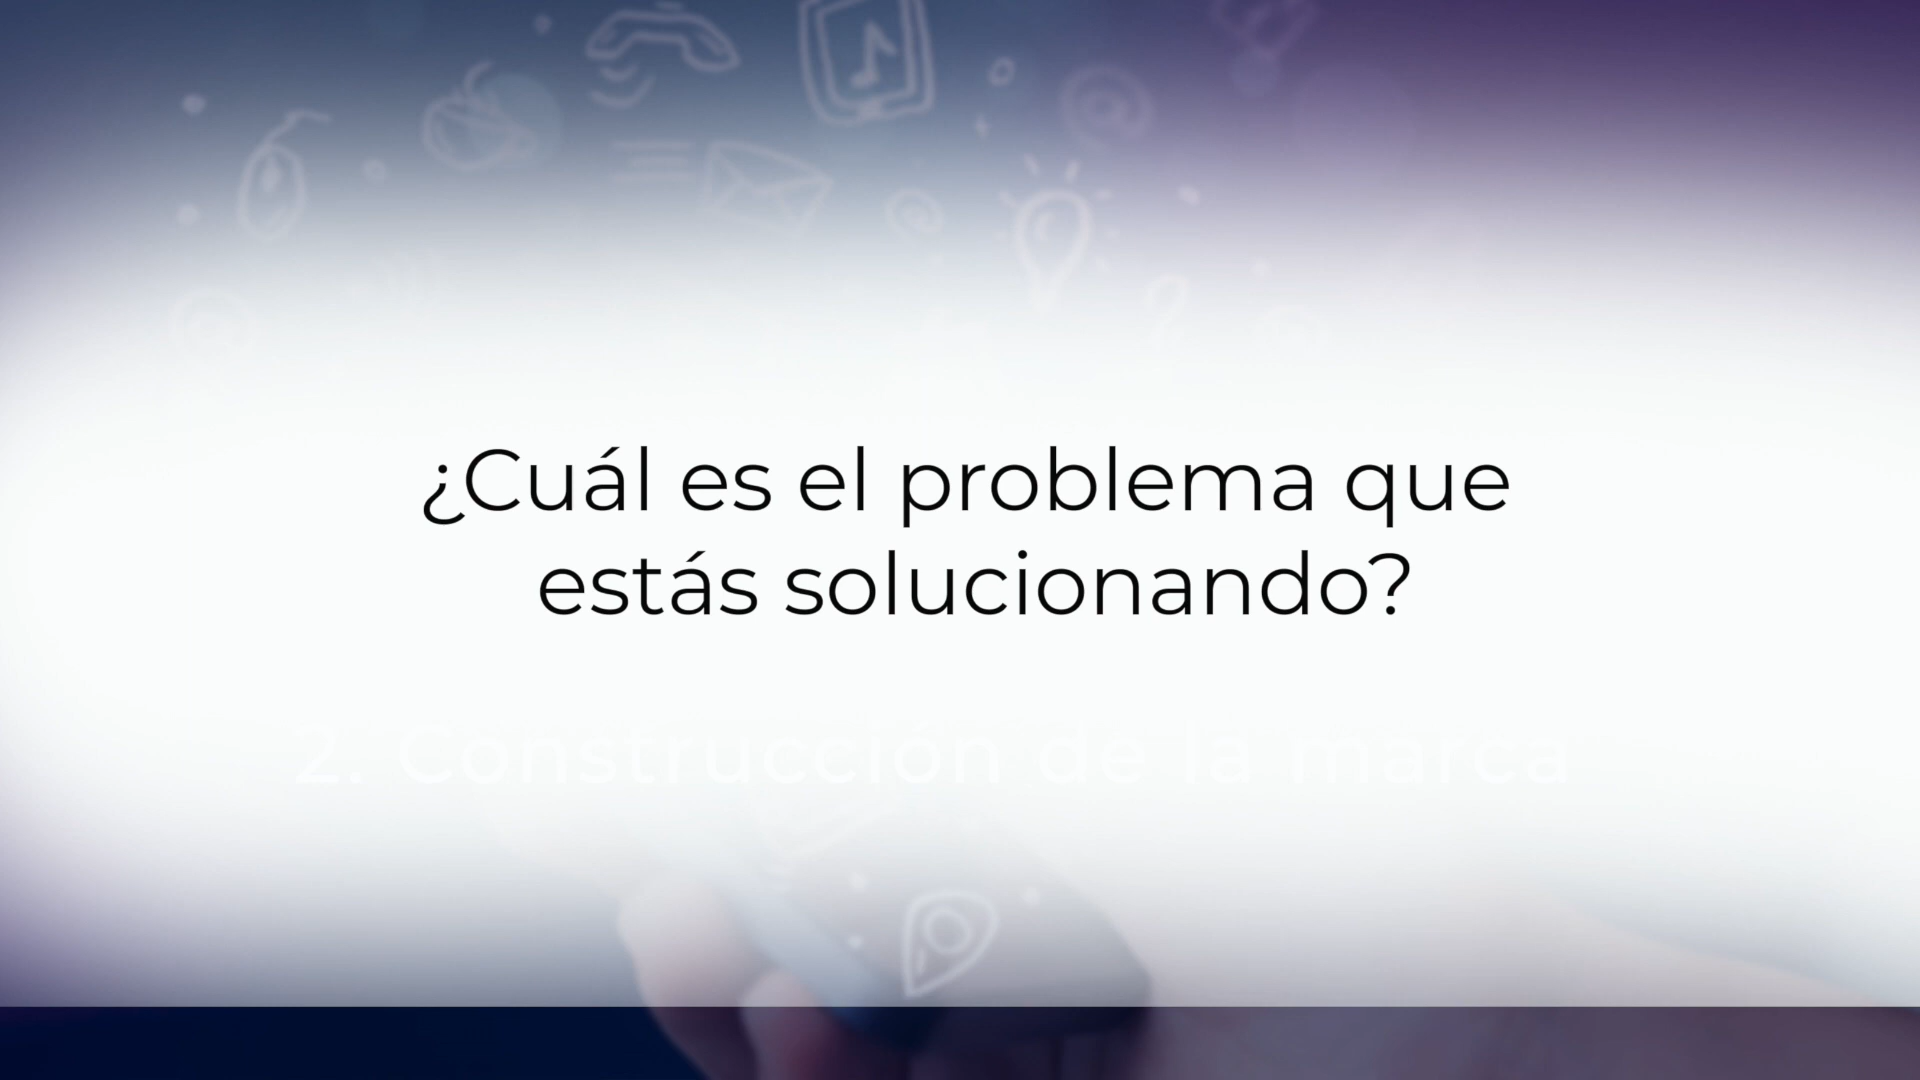 ¿Cuál es el problema que
estás solucionando?
2. Construcción de la marca